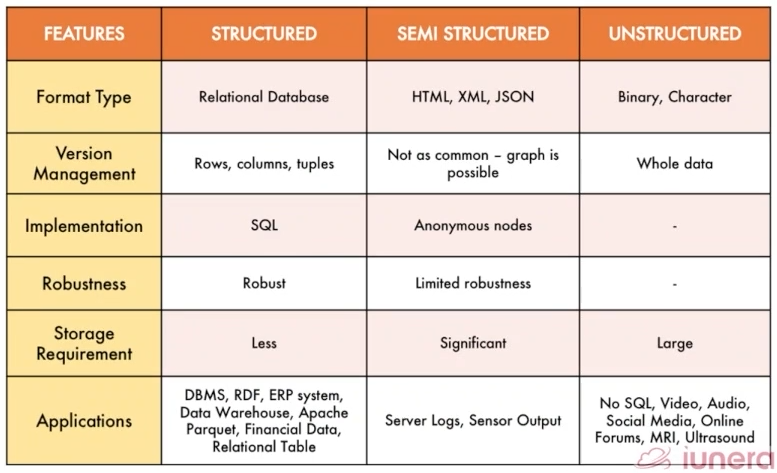 FEATURES STRUCTURED SEMI STRUCTURED UNSTRUCTURED
Format Type Relational Database HTML, XML, JSON Binary, Character
Version
Management
Rows, columns, tuples
Not as common – graph is
possible
Whole data
Implementation SQL Anonymous nodes -
Robustness Robust Limited robustness -
Storage
Requirement
Less Significant Large
Applications
DBMS, RDF, ERP system,
Data Warehouse, Apache
Parquet, Financial Data,
Relational Table
Server Logs, Sensor Output
No SQL, Video, Audio,
Social Media, Online
Forums, MRI, Ultrasound
iunera